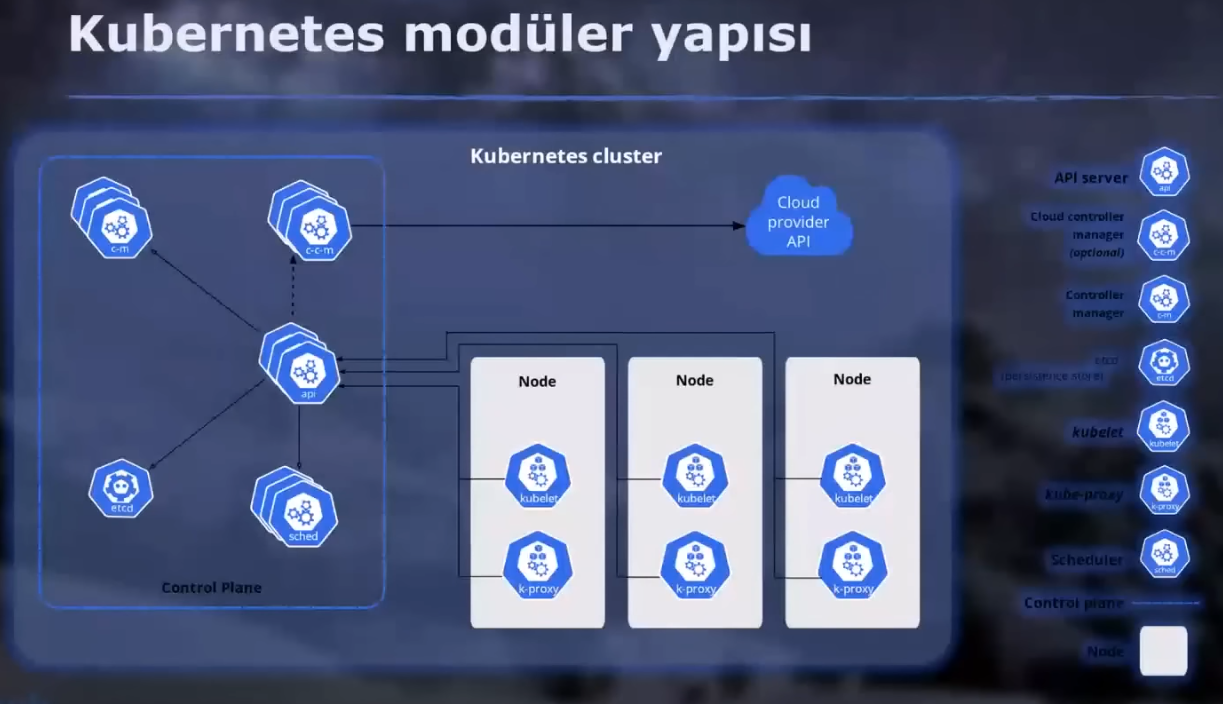 Kubernetes modüler yapısı
Kubernetes cluster
c-m
c-c-m
Cloud
provider
API
api
etcd
sched
Control Plane
Node
kubelet
k-proxy
Node
kubelet
k-proxy
Node
kubelet
k-proxy
API server
api
Cloud controller
manager
(optional)
c-c-m
Controller
manager
c-m
etcd
(persistence store)
etcd
kubelet
kubelet
kube-proxy
k-proxy
Scheduler
sched
Control plane
Node